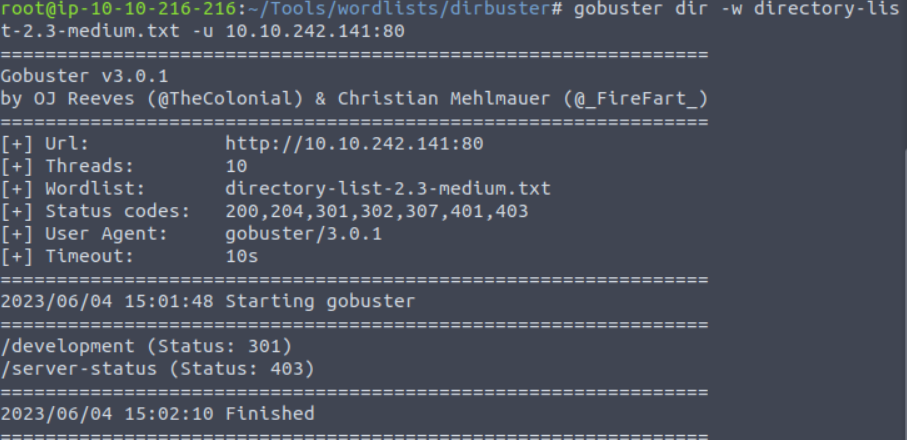 root@ip-10-10-216-216:~/Tools/wordlists/dirbuster# gobuster dir -w directory-lis
t-2.3-medium.txt -u 10.10.242.141:80
===============================================================
Gobuster v3.0.1
by OJ Reeves (@TheColonial) & Christian Mehlmauer (@_FireFart_)
===============================================================
[+] Url:            http://10.10.242.141:80
[+] Threads:        10
[+] Wordlist:       directory-list-2.3-medium.txt
[+] Status codes:   200,204,301,302,307,401,403
[+] User Agent:     gobuster/3.0.1
[+] Timeout:        10s
===============================================================
2023/06/04 15:01:48 Starting gobuster
===============================================================
/development (Status: 301)
/server-status (Status: 403)
===============================================================
2023/06/04 15:02:10 Finished
===============================================================